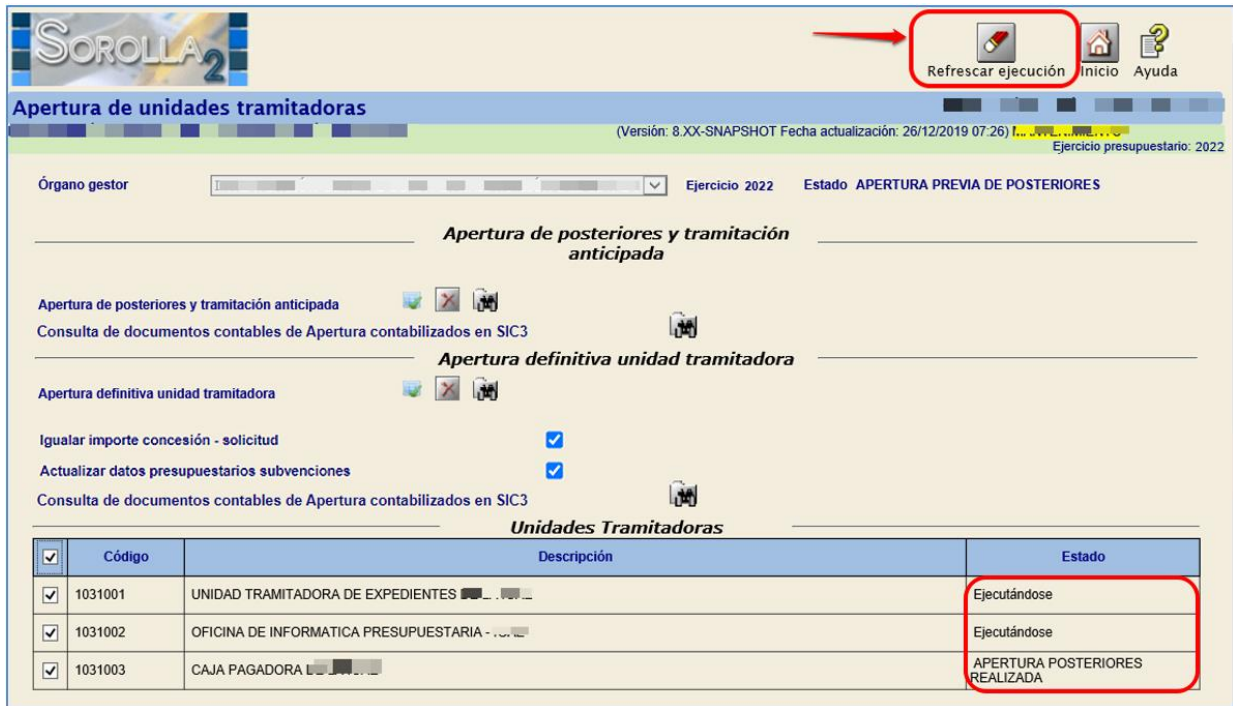 SOROLLA2
Refrescar ejecución Inicio Ayuda
Apertura de unidades tramitadoras
(Versión: 8.XX-SNAPSHOT Fecha actualización: 26/12/2019 07:26)
Ejercicio presupuestario: 2022
Órgano gestor Ejercicio 2022 Estado APERTURA PREVIA DE POSTERIORES
Apertura de posteriores y tramitación
anticipada
Apertura de posteriores y tramitación anticipada
Consulta de documentos contables de Apertura contabilizados en SIC3
Apertura definitiva unidad tramitadora
Apertura definitiva unidad tramitadora
Igualar importe concesión - solicitud
Actualizar datos presupuestarios subvenciones
Consulta de documentos contables de Apertura contabilizados en SIC3
Unidades Tramitadoras
Código Descripción Estado
1031001 UNIDAD TRAMITADORA DE EXPEDIENTES Ejecutándose
1031002 OFICINA DE INFORMATICA PRESUPUESTARIA - Ejecutándose
1031003 CAJA PAGADORA APERTURA POSTERIORES
REALIZADA